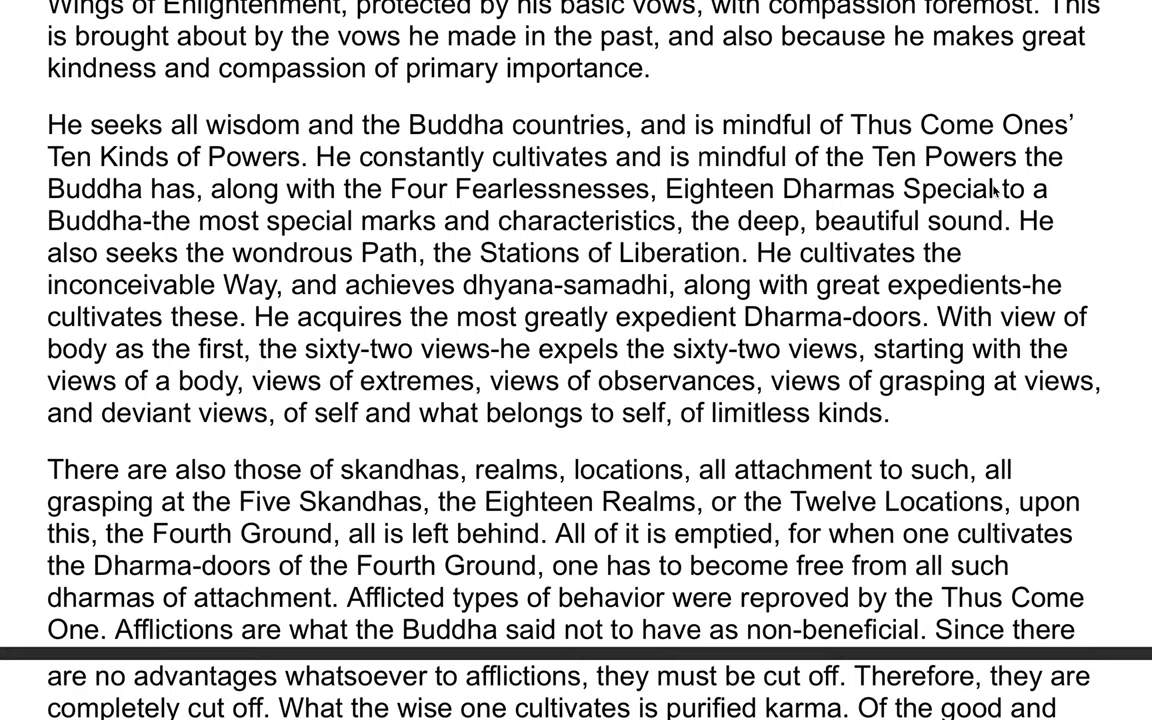 Wings of Enlightenment, protected by his basic vows, with compassion foremost. This
is brought about by the vows he made in the past, and also because he makes great
kindness and compassion of primary importance.
He seeks all wisdom and the Buddha countries, and is mindful of Thus Come Ones’
Ten Kinds of Powers. He constantly cultivates and is mindful of the Ten Powers the
Buddha has, along with the Four Fearlessnesses, Eighteen Dharmas Special to a
Buddha-the most special marks and characteristics, the deep, beautiful sound. He
also seeks the wondrous Path, the Stations of Liberation. He cultivates the
inconceivable Way, and achieves dhyana-samadhi, along with great expedients-he
cultivates these. He acquires the most greatly expedient Dharma-doors. With view of
body as the first, the sixty-two views-he expels the sixty-two views, starting with the
views of a body, views of extremes, views of observances, views of grasping at views,
and deviant views, of self and what belongs to self, of limitless kinds.
There are also those of skandhas, realms, locations, all attachment to such, all
grasping at the Five Skandhas, the Eighteen Realms, or the Twelve Locations, upon
this, the Fourth Ground, all is left behind. All of it is emptied, for when one cultivates
the Dharma-doors of the Fourth Ground, one has to become free from all such
dharmas of attachment. Afflicted types of behavior were reproved by the Thus Come
One. Afflictions are what the Buddha said not to have as non-beneficial. Since there
are no advantages whatsoever to afflictions, they must be cut off. Therefore, they are
completely cut off. What the wise one cultivates is purified karma. Of the good and